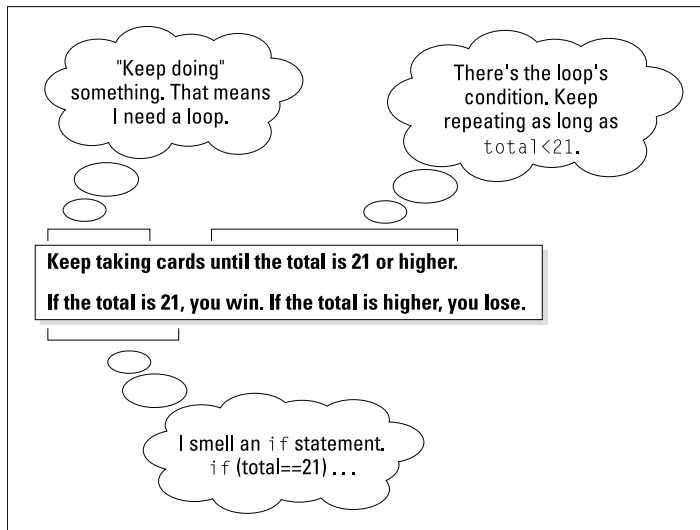 "Keep doing"
something. That means
I need a loop.
There's the loop's
condition. Keep
repeating as long as
total<21.
Keep taking cards until the total is 21 or higher.
If the total is 21, you win. If the total is higher, you lose.
I smell an if statement.
if (total==21) . . .